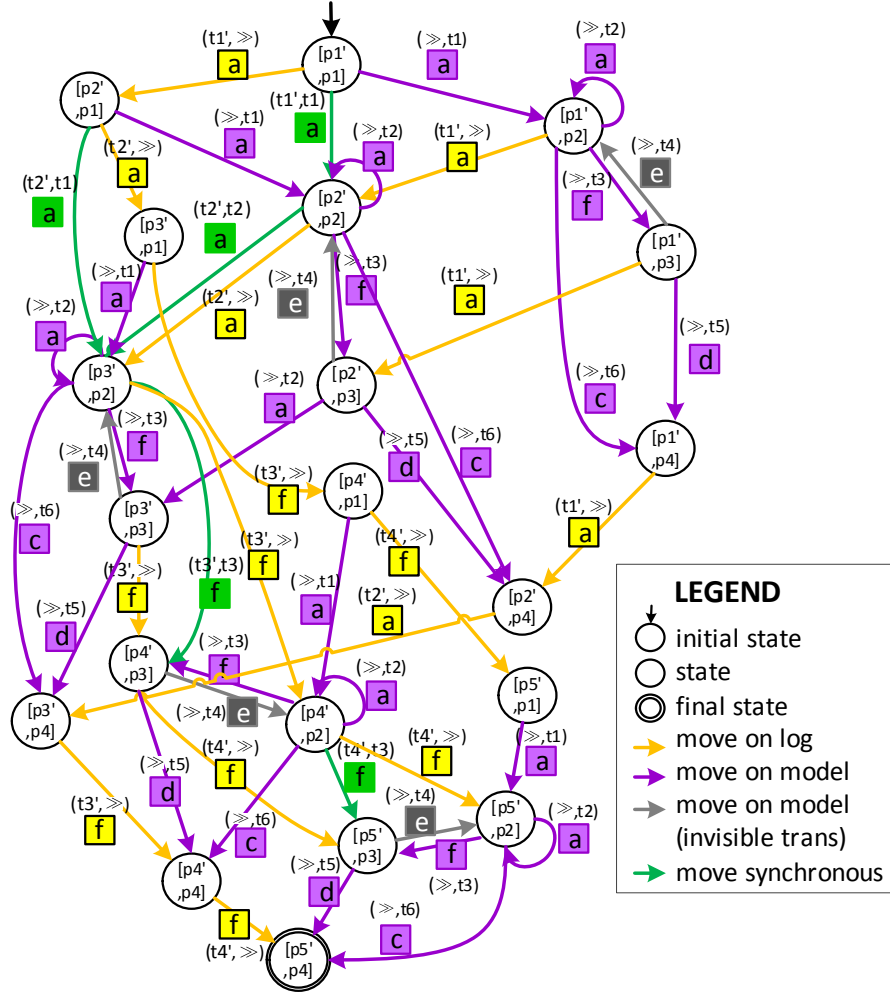 (t1',≫)
a
[p1'
,p1]
(≫,t1)
a
(≫,t2)
a
[p2'
,p1]
(t1',t1)
a
(≫,t1)
a
(≫,t2)
a
(t1',≫)
a
[p1'
,p2]
(≫,t4)
e
(≫,t3)
f
(t2',≫)
a
(t2',t1)
a
(t2',t2)
a
[p2'
,p2]
[p3'
,p1]
[p1'
,p3]
(≫,t1)
a
(≫,t4)
e
(≫,t3)
f
(t2',≫)
a
(t1',≫)
a
(≫,t2)
a
[p3'
,p2]
(≫,t2)
a
[p2'
,p3]
(≫,t5)
d
(≫,t6)
c
(≫,t3)
f
(≫,t4)
e
(≫,t5)
d
(≫,t6)
c
[p1'
,p4]
(t3',≫)
f
[p4'
,p1]
(≫,t6)
c
[p3'
,p3]
(t1',≫)
a
(t3',≫)
f
(t3',t3)
f
(t3',≫)
f
(t4',≫)
f
(≫,t1)
a
(t2',≫)
a
[p2'
,p4]
(≫,t5)
d
[p4'
,p3]
(≫,t3)
f
(≫,t2)
a
[p5'
,p1]
[p3'
,p4]
(≫,t4)
e
[p4'
,p2]
(t4',≫)
f
(t4',t3)
f
(t4',≫)
f
(≫,t1)
a
(≫,t5)
d
(t3',≫)
f
(≫,t6)
c
(≫,t4)
e
[p5'
,p2]
(≫,t2)
a
[p5'
,p3]
f
(≫,t3)
[p4'
,p4]
(≫,t5)
d
f
(t4',≫)
(≫,t6)
c
[p5'
,p4]
LEGEND
initial state
state
final state
move on log
move on model
move on model
(invisible trans)
move synchronous